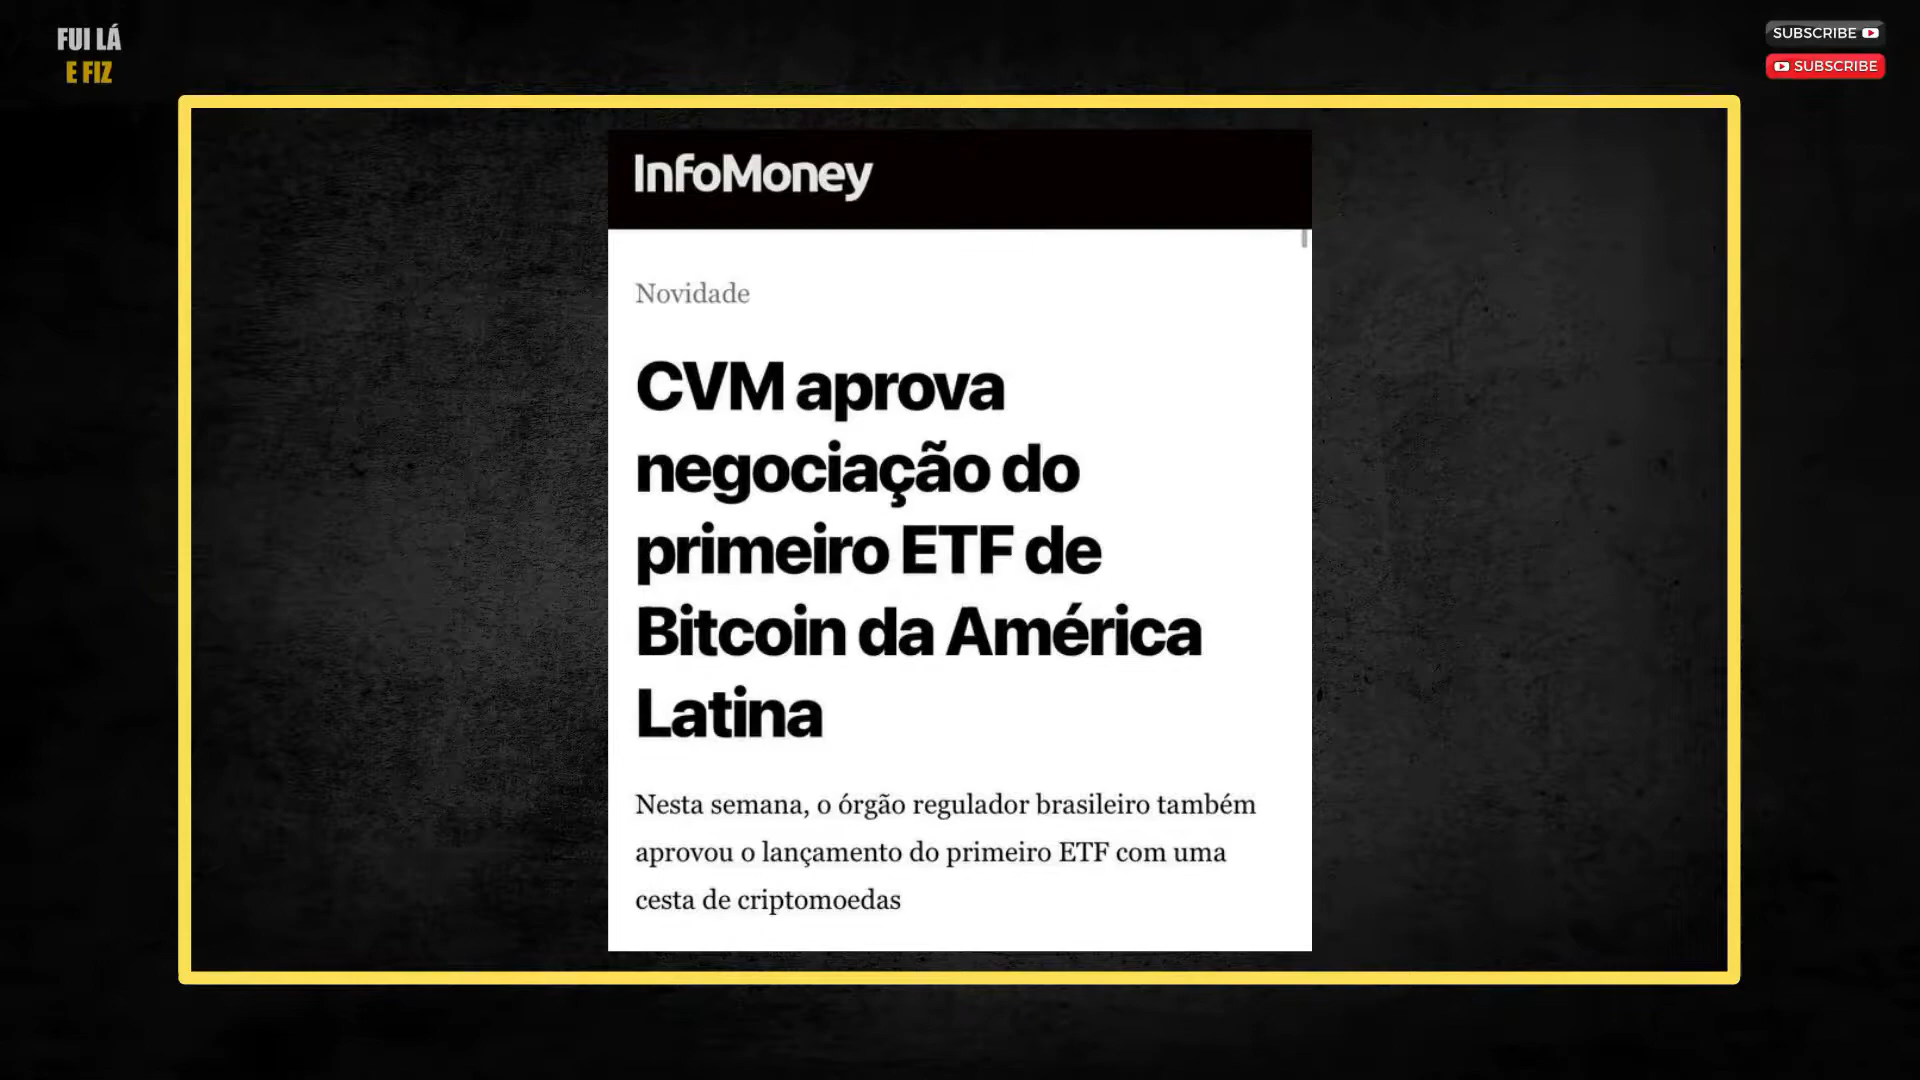 FUI LÁ
E FIZ
SUBSCRIBE
SUBSCRIBE
InfoMoney
Novidade
CVM aprova
negociação do
primeiro ETF de
Bitcoin da América
Latina
Nesta semana, o órgão regulador brasileiro também
aprovou o lançamento do primeiro ETF com uma
cesta de criptomoedas